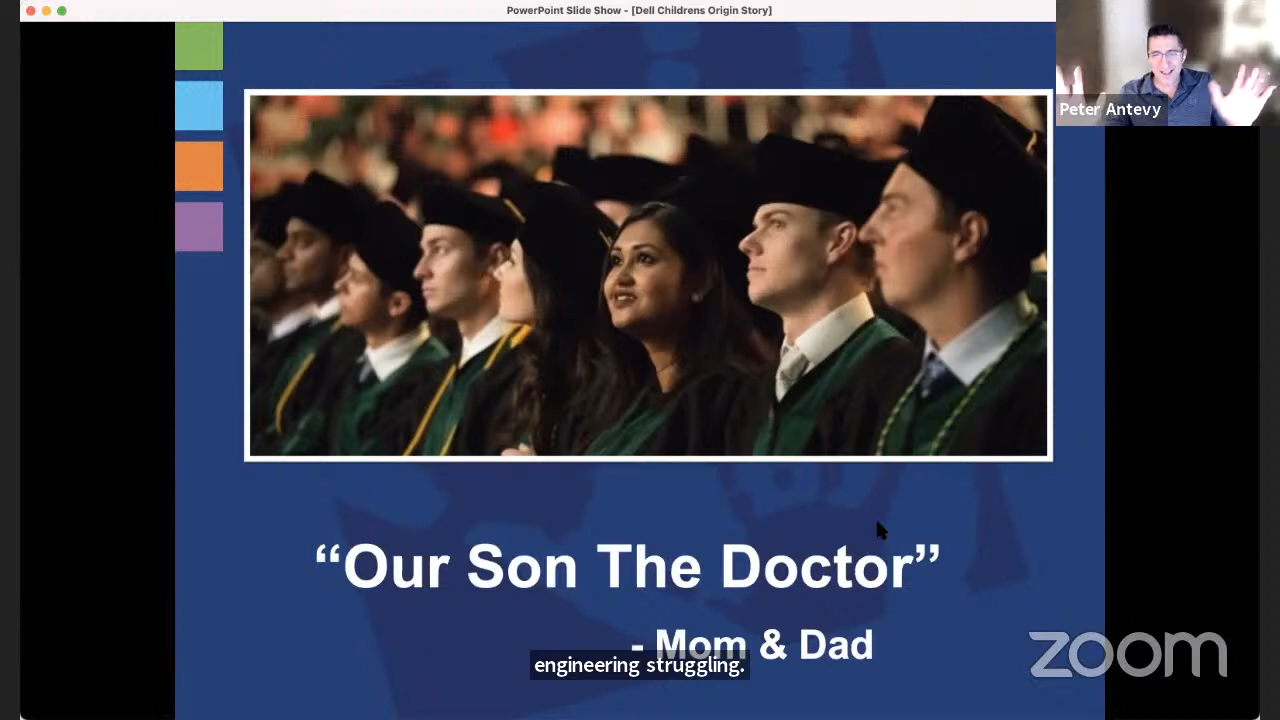 PowerPoint Slide Show - [Dell Childrens Origin Story]
Peter Antevy
“Our Son The Doctor”
- Mom & Dad
engineering struggling.
zoom